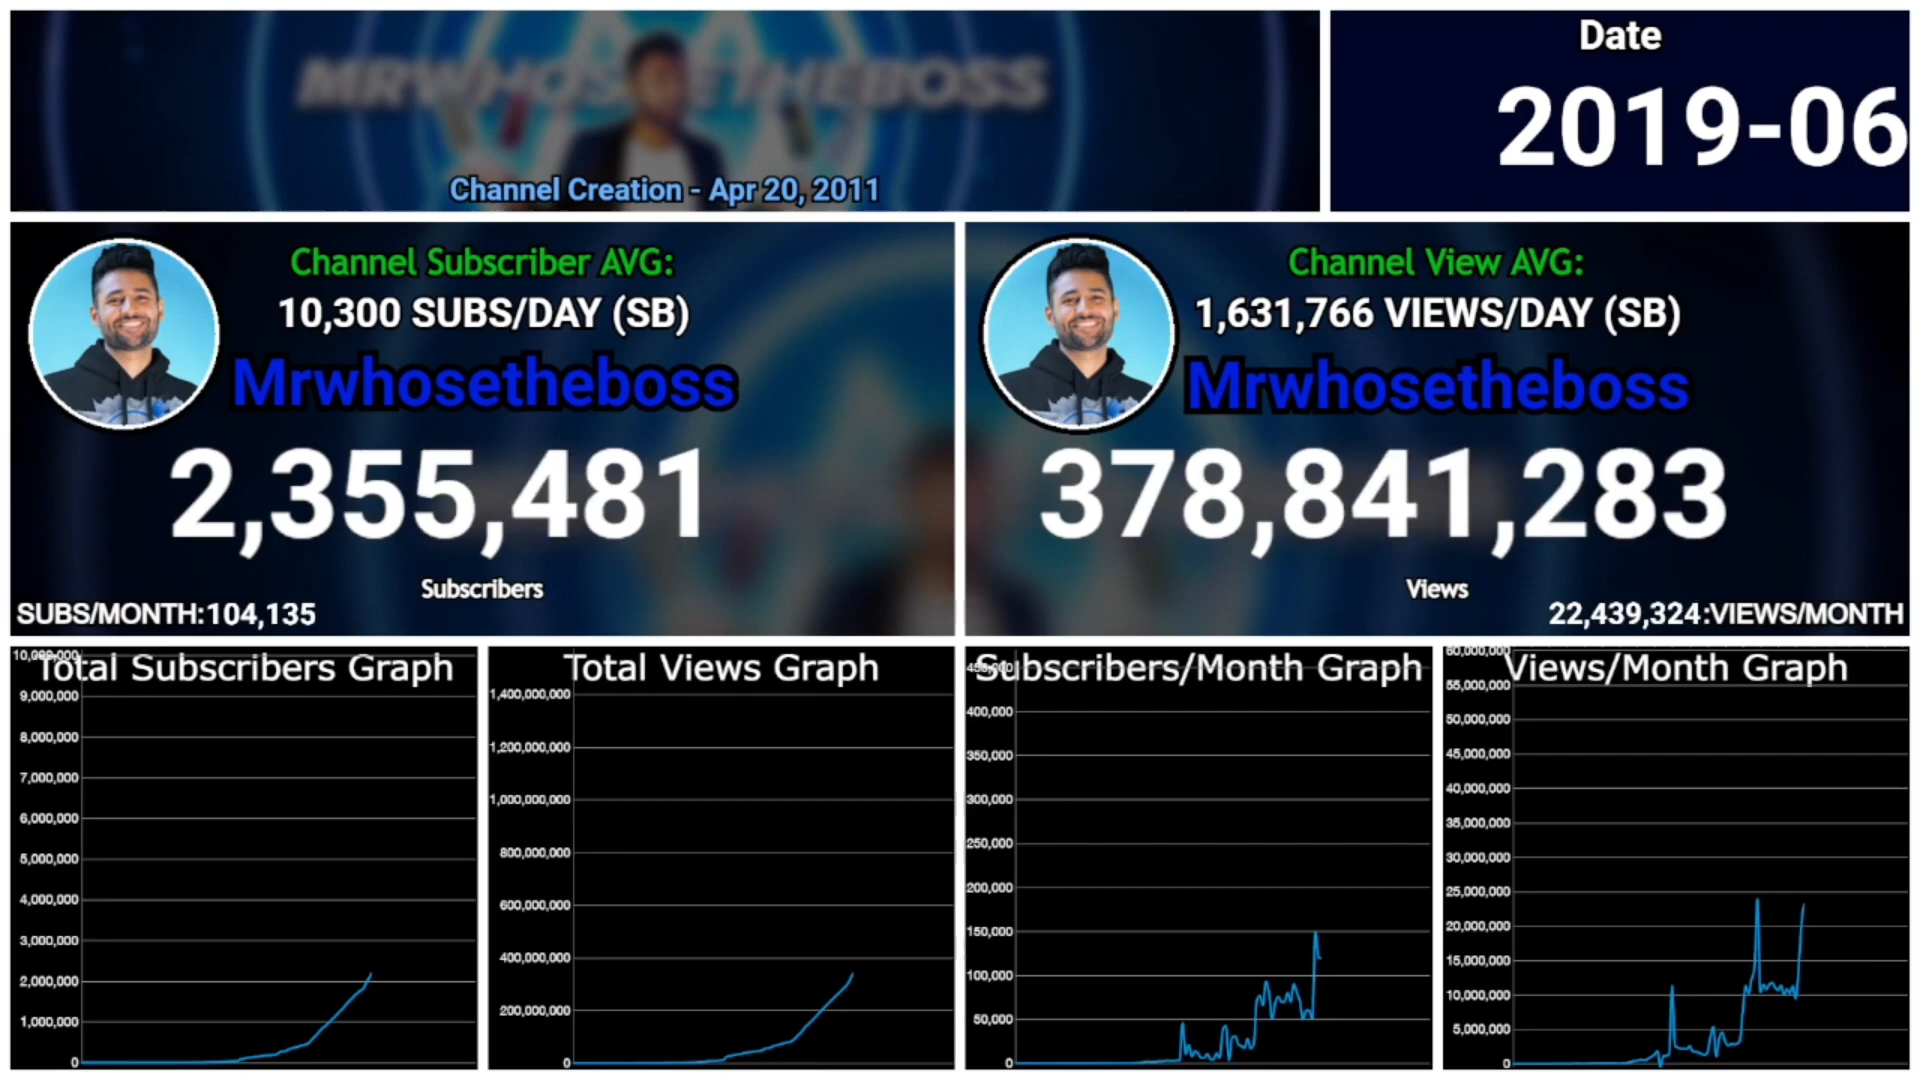 MRWHOSETHEBOSS
Channel Creation - Apr 20, 2011
Date
2019-06
Channel Subscriber AVG:
10,300 SUBS/DAY (SB)
Mrwhosetheboss
2,355,481
Subscribers
SUBS/MONTH:104,135
Channel View AVG:
1,631,766 VIEWS/DAY (SB)
Mrwhosetheboss
378,841,283
Views
22,439,324:VIEWS/MONTH
Total Subscribers Graph
10,000,000
9,000,000
8,000,000
7,000,000
6,000,000
5,000,000
4,000,000
3,000,000
2,000,000
1,000,000
0
Total Views Graph
1,400,000,000
1,200,000,000
1,000,000,000
800,000,000
600,000,000
400,000,000
200,000,000
0
Subscribers/Month Graph
450,000
400,000
350,000
300,000
250,000
200,000
150,000
100,000
50,000
0
Views/Month Graph
60,000,000
55,000,000
50,000,000
45,000,000
40,000,000
35,000,000
30,000,000
25,000,000
20,000,000
15,000,000
10,000,000
5,000,000
0